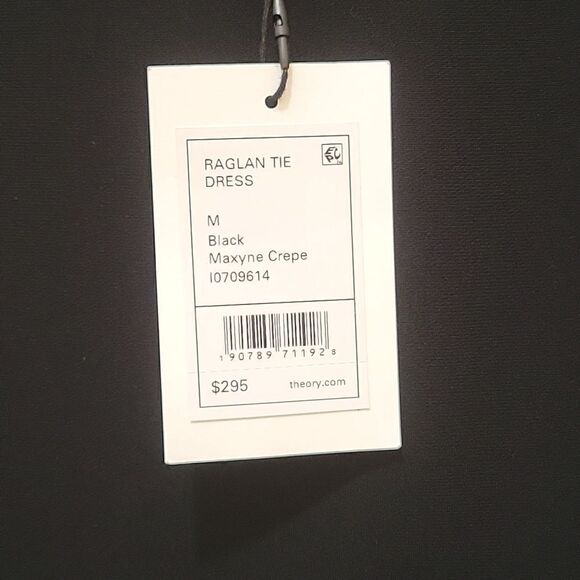 RAGLAN TIE
DRESS
M
Black
Maxyne Crepe
I0709614
1 90789 71192 8
$295
theory.com